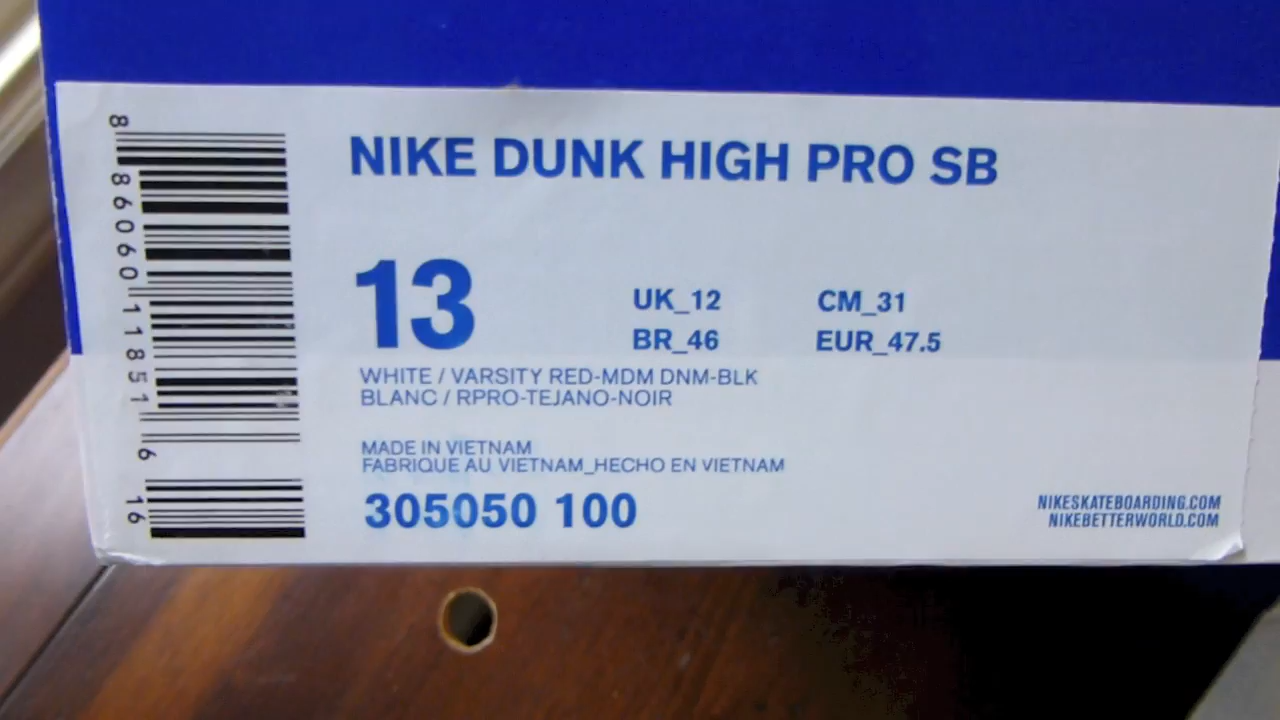 8 86060 11851 6 16
NIKE DUNK HIGH PRO SB
13
UK_12 CM_31
BR_46 EUR_47.5
WHITE / VARSITY RED-MDM DNM-BLK
BLANC / RPRO-TEJANO-NOIR
MADE IN VIETNAM
FABRIQUE AU VIETNAM_HECHO EN VIETNAM
305050 100
NIKESKATEBOARDING.COM
NIKEBETTERWORLD.COM